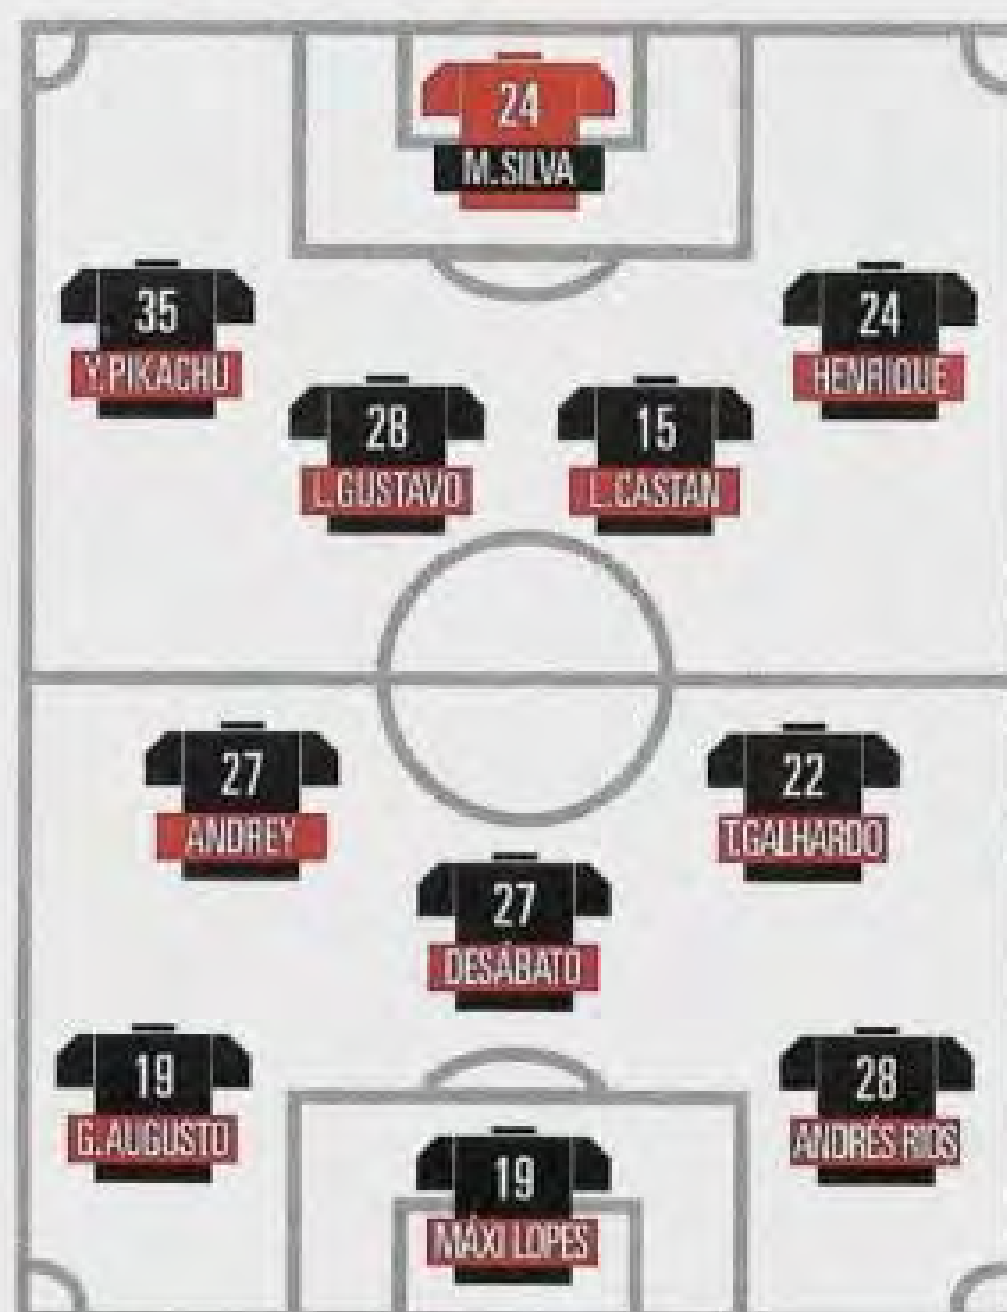 24
M.SILVA
35
Y.PIKACHU
24
HENRIQUE
28
L.GUSTAVO
15
L.CASTAN
27
ANDREY
22
T.GALHARDO
27
DESÁBATO
19
G.AUGUSTO
28
ANDRÉS RIOS
19
MÁXI LOPES